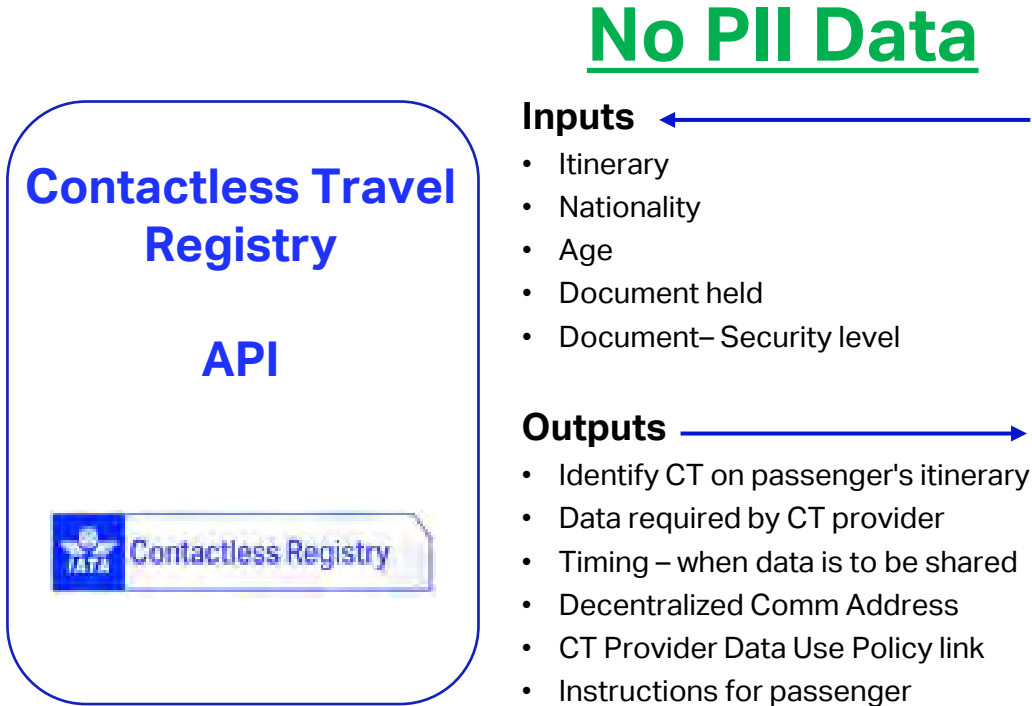 No PII Data
Contactless Travel
Registry
API
IATA
Contactless Registry
Inputs
• Itinerary
• Nationality
• Age
• Document held
• Document– Security level
Outputs
• Identify CT on passenger's itinerary
• Data required by CT provider
• Timing – when data is to be shared
• Decentralized Comm Address
• CT Provider Data Use Policy link
• Instructions for passenger